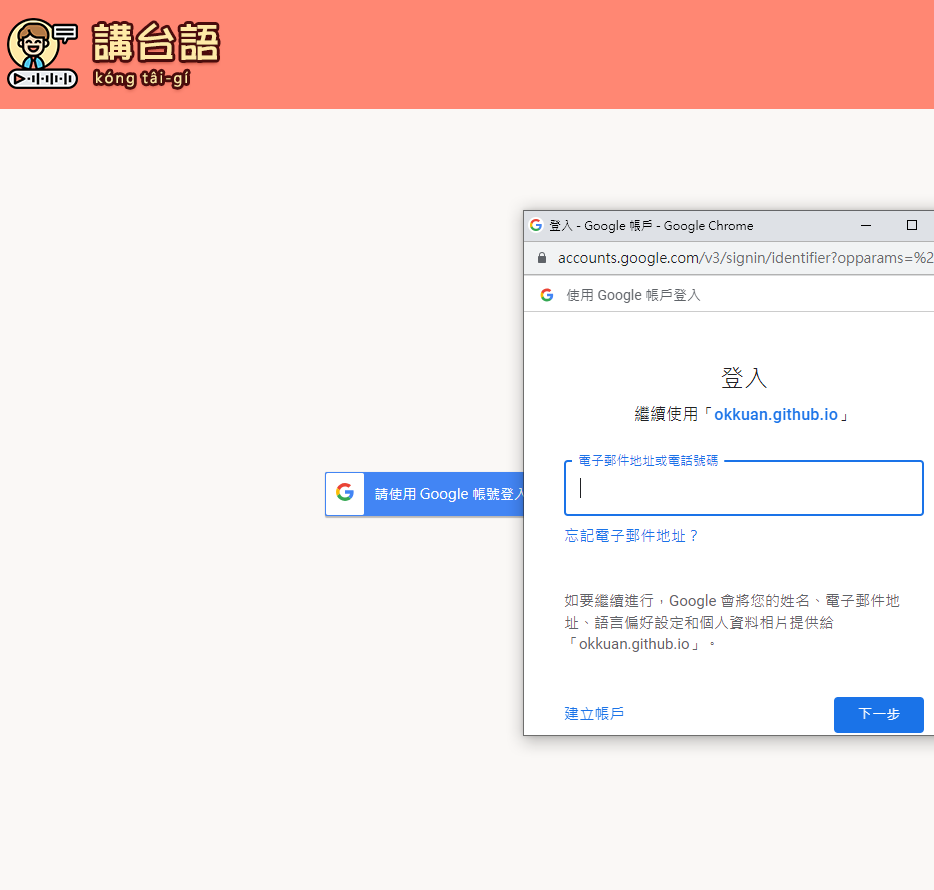 講台語
kóng tâi-gí
登入 - Google 帳戶 - Google Chrome
accounts.google.com/v3/signin/identifier?opparams=%2
使用 Google 帳戶登入
登入
繼續使用「okkuan.github.io」
電子郵件地址或電話號碼
請使用 Google 帳號登入
忘記電子郵件地址？
如要繼續進行，Google 會將您的姓名、電子郵件地
址、語言偏好設定和個人資料相片提供給
「okkuan.github.io」。
建立帳戶
下一步